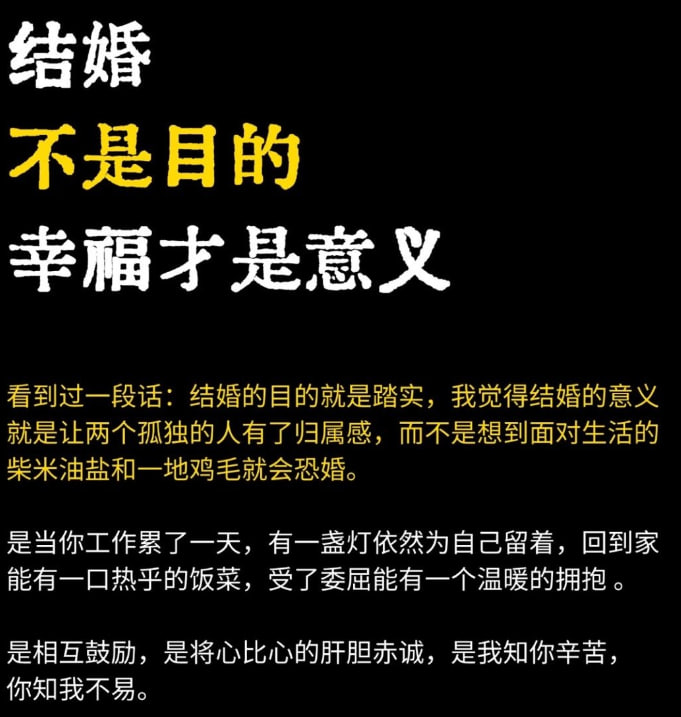 结婚
不是目的
幸福才是意义
看到过一段话：结婚的目的就是踏实，我觉得结婚的意义
就是让两个孤独的人有了归属感，而不是想到面对生活的
柴米油盐和一地鸡毛就会恐婚。
是当你工作累了一天，有一盏灯依然为自己留着，回到家
能有一口热乎的饭菜，受了委屈能有一个温暖的拥抱 。
是相互鼓励，是将心比心的肝胆赤诚，是我知你辛苦，
你知我不易。